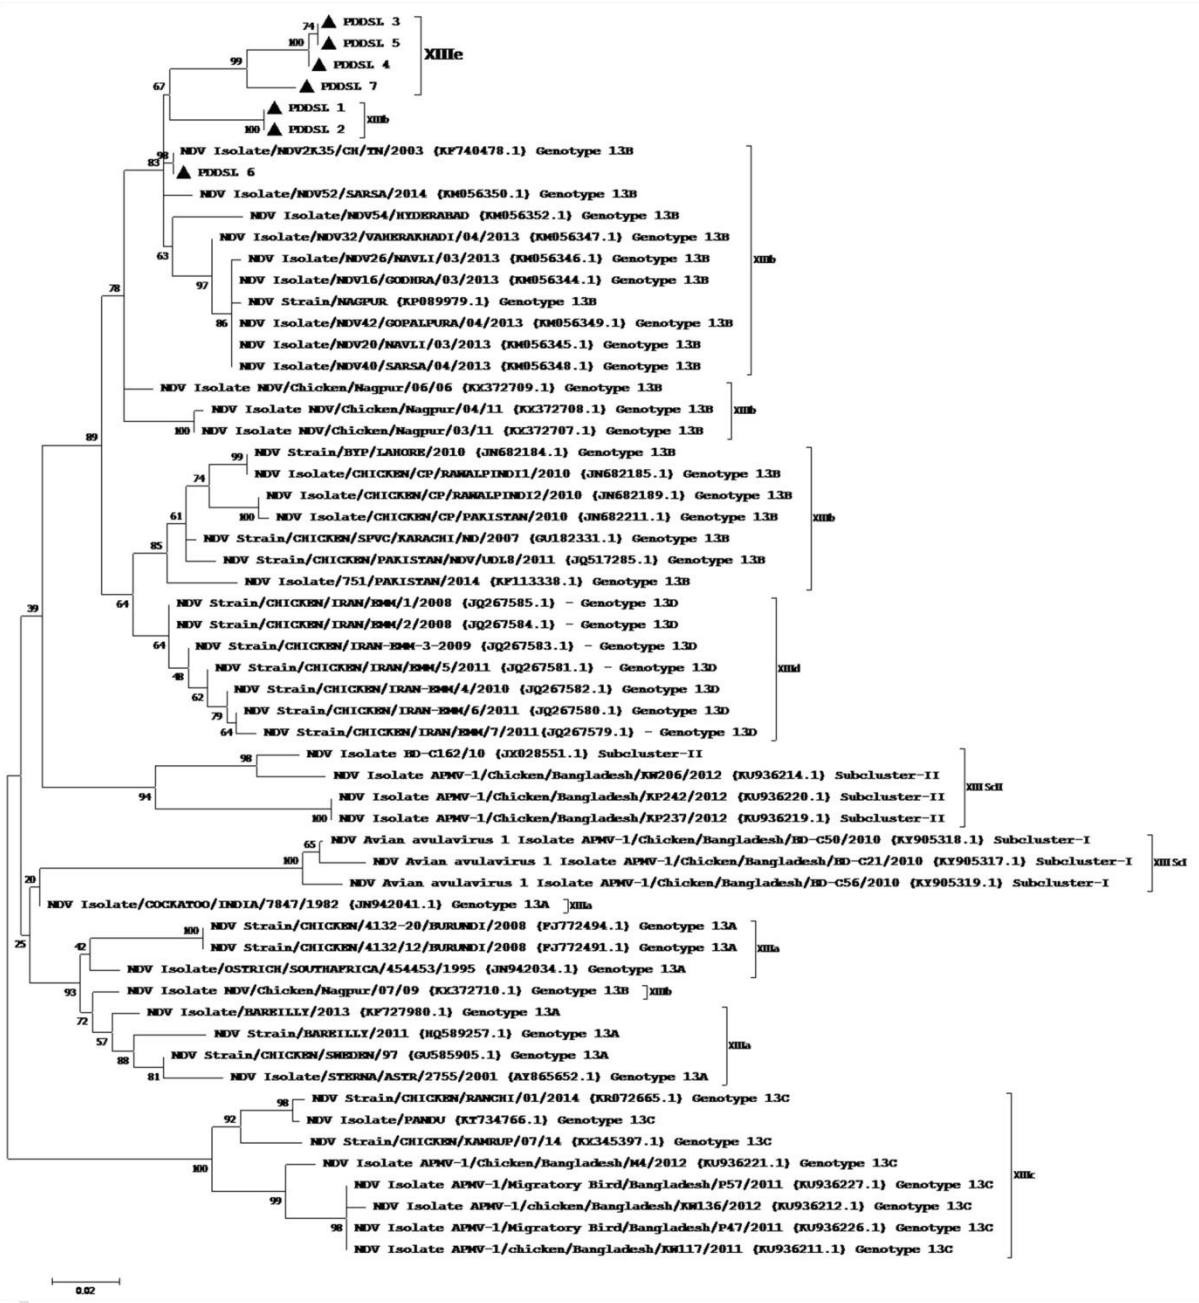 74 PDDSL 3
PDDSL 5
100 PDDSL 4
XIIIe
99 PDDSL 7
67 PDDSL 1
100 PDDSL 2
XIIIb
83 98 NDV Isolate/NDV2K35/CH/TN/2003 {KF740478.1} Genotype 13B
PDDSL 6
NDV Isolate/NDV52/SARSA/2014 {KM056350.1} Genotype 13B
NDV Isolate/NDV54/HYDERABAD {KM056352.1} Genotype 13B
NDV Isolate/NDV32/VAHERAKHADI/04/2013 {KM056347.1} Genotype 13B
63 NDV Isolate/NDV26/NAVLI/03/2013 {KM056346.1} Genotype 13B
XIIIb
97 NDV Isolate/NDV16/GODHRA/03/2013 {KM056344.1} Genotype 13B
78 NDV Strain/NAGPUR {KP089979.1} Genotype 13B
86 NDV Isolate/NDV42/GOPALPURA/04/2013 {KM056349.1} Genotype 13B
NDV Isolate/NDV20/NAVLI/03/2013 {KM056345.1} Genotype 13B
NDV Isolate/NDV40/SARSA/04/2013 {KM056348.1} Genotype 13B
NDV Isolate NDV/Chicken/Nagpur/06/06 {KX372709.1} Genotype 13B
NDV Isolate NDV/Chicken/Nagpur/04/11 {KX372708.1} Genotype 13B
XIIIb
100 NDV Isolate NDV/Chicken/Nagpur/03/11 {KX372707.1} Genotype 13B
89
99 NDV Strain/BYP/LAHORE/2010 {JN682184.1} Genotype 13B
74 NDV Isolate/CHICKEN/CP/RAWALPINDI1/2010 {JN682185.1} Genotype 13B
NDV Isolate/CHICKEN/CP/RAWALPINDI2/2010 {JN682189.1} Genotype 13B
61 100 NDV Isolate/CHICKEN/CP/PAKISTAN/2010 {JN682211.1} Genotype 13B
XIIIb
85 NDV Strain/CHICKEN/SPVC/KARACHI/ND/2007 {GU182331.1} Genotype 13B
NDV Strain/CHICKEN/PAKISTAN/NDV/UDL8/2011 {JQ517285.1} Genotype 13B
NDV Isolate/751/PAKISTAN/2014 {KF113338.1} Genotype 13B
39 64 NDV Strain/CHICKEN/IRAN/EMM/1/2008 {JQ267585.1} - Genotype 13D
NDV Strain/CHICKEN/IRAN/EMM/2/2008 {JQ267584.1} - Genotype 13D
64 NDV Strain/CHICKEN/IRAN-EMM-3-2009 {JQ267583.1} - Genotype 13D
48 NDV Strain/CHICKEN/IRAN/EMM/5/2011 {JQ267581.1} - Genotype 13D
XIIId
62 NDV Strain/CHICKEN/IRAN-EMM/4/2010 {JQ267582.1} Genotype 13D
79 NDV Strain/CHICKEN/IRAN-EMM/6/2011 {JQ267580.1} Genotype 13D
64 NDV Strain/CHICKEN/IRAN/EMM/7/2011{JQ267579.1} - Genotype 13D
98 NDV Isolate BD-C162/10 {JX028551.1} Subcluster-II
NDV Isolate APMV-1/Chicken/Bangladesh/KW206/2012 {KU936214.1} Subcluster-II
XIII ScII
94 NDV Isolate APMV-1/Chicken/Bangladesh/KP242/2012 {KU936220.1} Subcluster-II
100 NDV Isolate APMV-1/Chicken/Bangladesh/KP237/2012 {KU936219.1} Subcluster-II
65 NDV Avian avulavirus 1 Isolate APMV-1/Chicken/Bangladesh/BD-C50/2010 {KY905318.1} Subcluster-I
100 NDV Avian avulavirus 1 Isolate APMV-1/Chicken/Bangladesh/BD-C21/2010 {KY905317.1} Subcluster-I
XIII ScI
20 NDV Avian avulavirus 1 Isolate APMV-1/Chicken/Bangladesh/BD-C56/2010 {KY905319.1} Subcluster-I
NDV Isolate/COCKATOO/INDIA/7847/1982 {JN942041.1} Genotype 13A XIIIa
100 NDV Strain/CHICKEN/4132-20/BURUNDI/2008 {FJ772494.1} Genotype 13A
25 42 NDV Strain/CHICKEN/4132/12/BURUNDI/2008 {FJ772491.1} Genotype 13A
XIIIa
NDV Isolate/OSTRICH/SOUTHAFRICA/454453/1995 {JN942034.1} Genotype 13A
93 NDV Isolate NDV/Chicken/Nagpur/07/09 {KX372710.1} Genotype 13B XIIIb
72 NDV Isolate/BAREILLY/2013 {KF727980.1} Genotype 13A
57 NDV Strain/BAREILLY/2011 {HQ589257.1} Genotype 13A
XIIIa
88 NDV Strain/CHICKEN/SWEDEN/97 {GU585905.1} Genotype 13A
81 NDV Isolate/STERNA/ASTR/2755/2001 {AY865652.1} Genotype 13A
98 NDV Strain/CHICKEN/RANCHI/01/2014 {KR072665.1} Genotype 13C
92 NDV Isolate/PANDU {KT734766.1} Genotype 13C
NDV Strain/CHICKEN/KAMRUP/07/14 {KX345397.1} Genotype 13C
100 NDV Isolate APMV-1/Chicken/Bangladesh/M4/2012 {KU936221.1} Genotype 13C
XIIIc
NDV Isolate APMV-1/Migratory Bird/Bangladesh/P57/2011 {KU936227.1} Genotype 13C
99 NDV Isolate APMV-1/chicken/Bangladesh/KW136/2012 {KU936212.1} Genotype 13C
98 NDV Isolate APMV-1/Migratory Bird/Bangladesh/P47/2011 {KU936226.1} Genotype 13C
NDV Isolate APMV-1/chicken/Bangladesh/KW117/2011 {KU936211.1} Genotype 13C
0.02